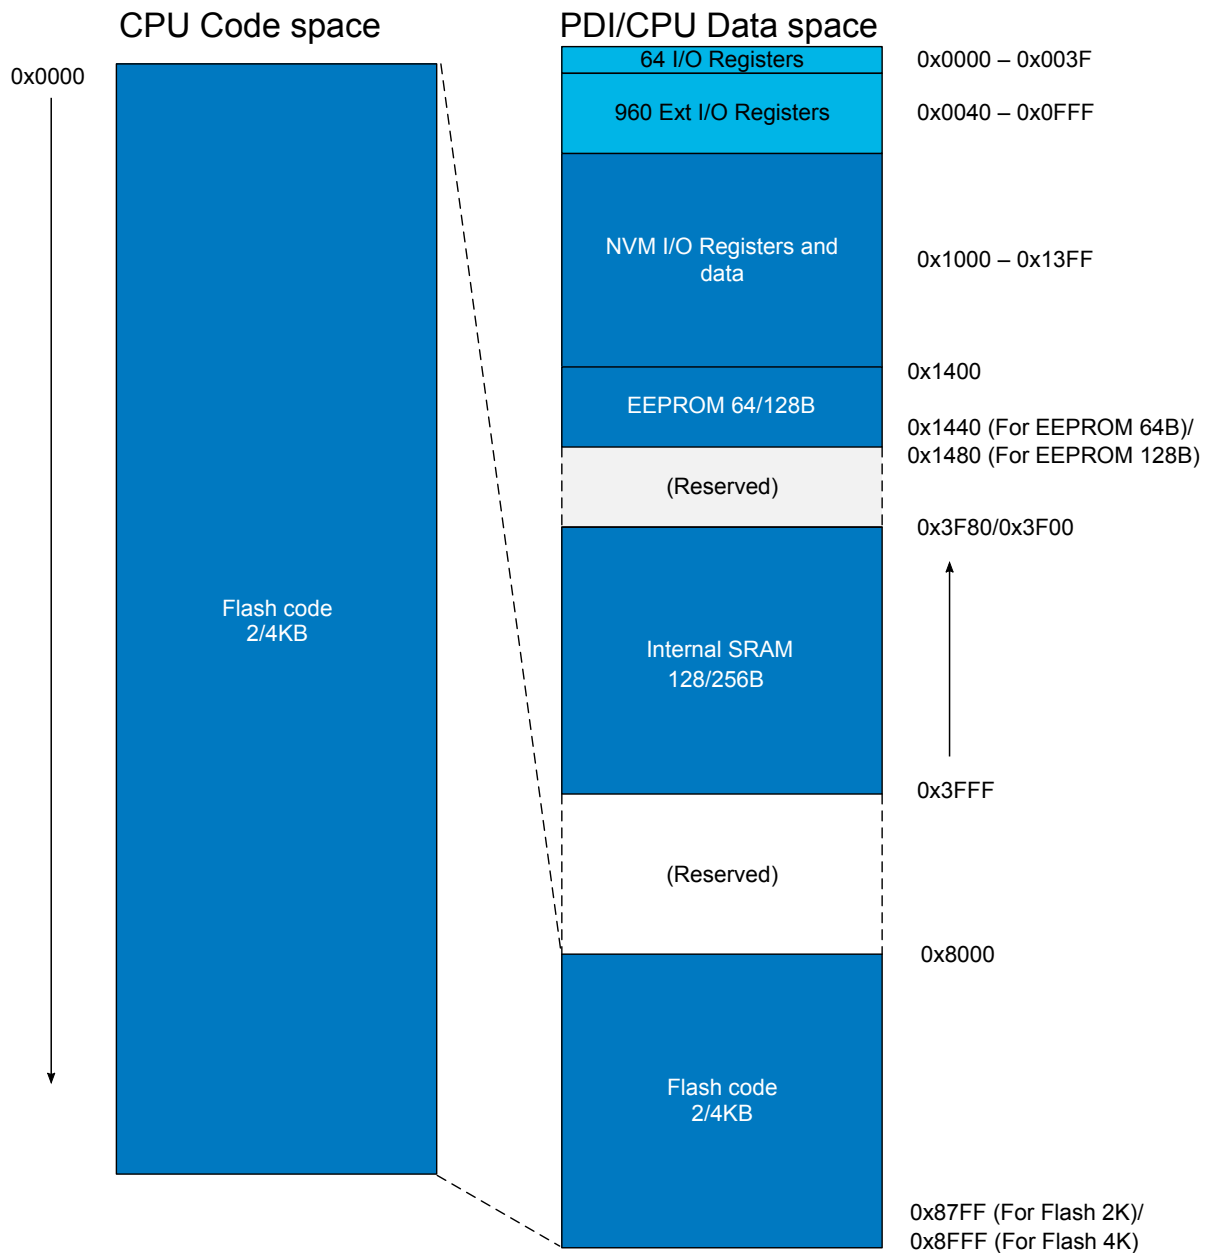 CPU Code space
PDI/CPU Data space
0x0000
64 I/O Registers
0x0000 – 0x003F
960 Ext I/O Registers
0x0040 – 0x0FFF
NVM I/O Registers and
data
0x1000 – 0x13FF
0x1400
EEPROM 64/128B
0x1440 (For EEPROM 64B)/
0x1480 (For EEPROM 128B)
(Reserved)
0x3F80/0x3F00
Flash code
2/4KB
Internal SRAM
128/256B
0x3FFF
(Reserved)
0x8000
Flash code
2/4KB
0x87FF (For Flash 2K)/
0x8FFF (For Flash 4K)